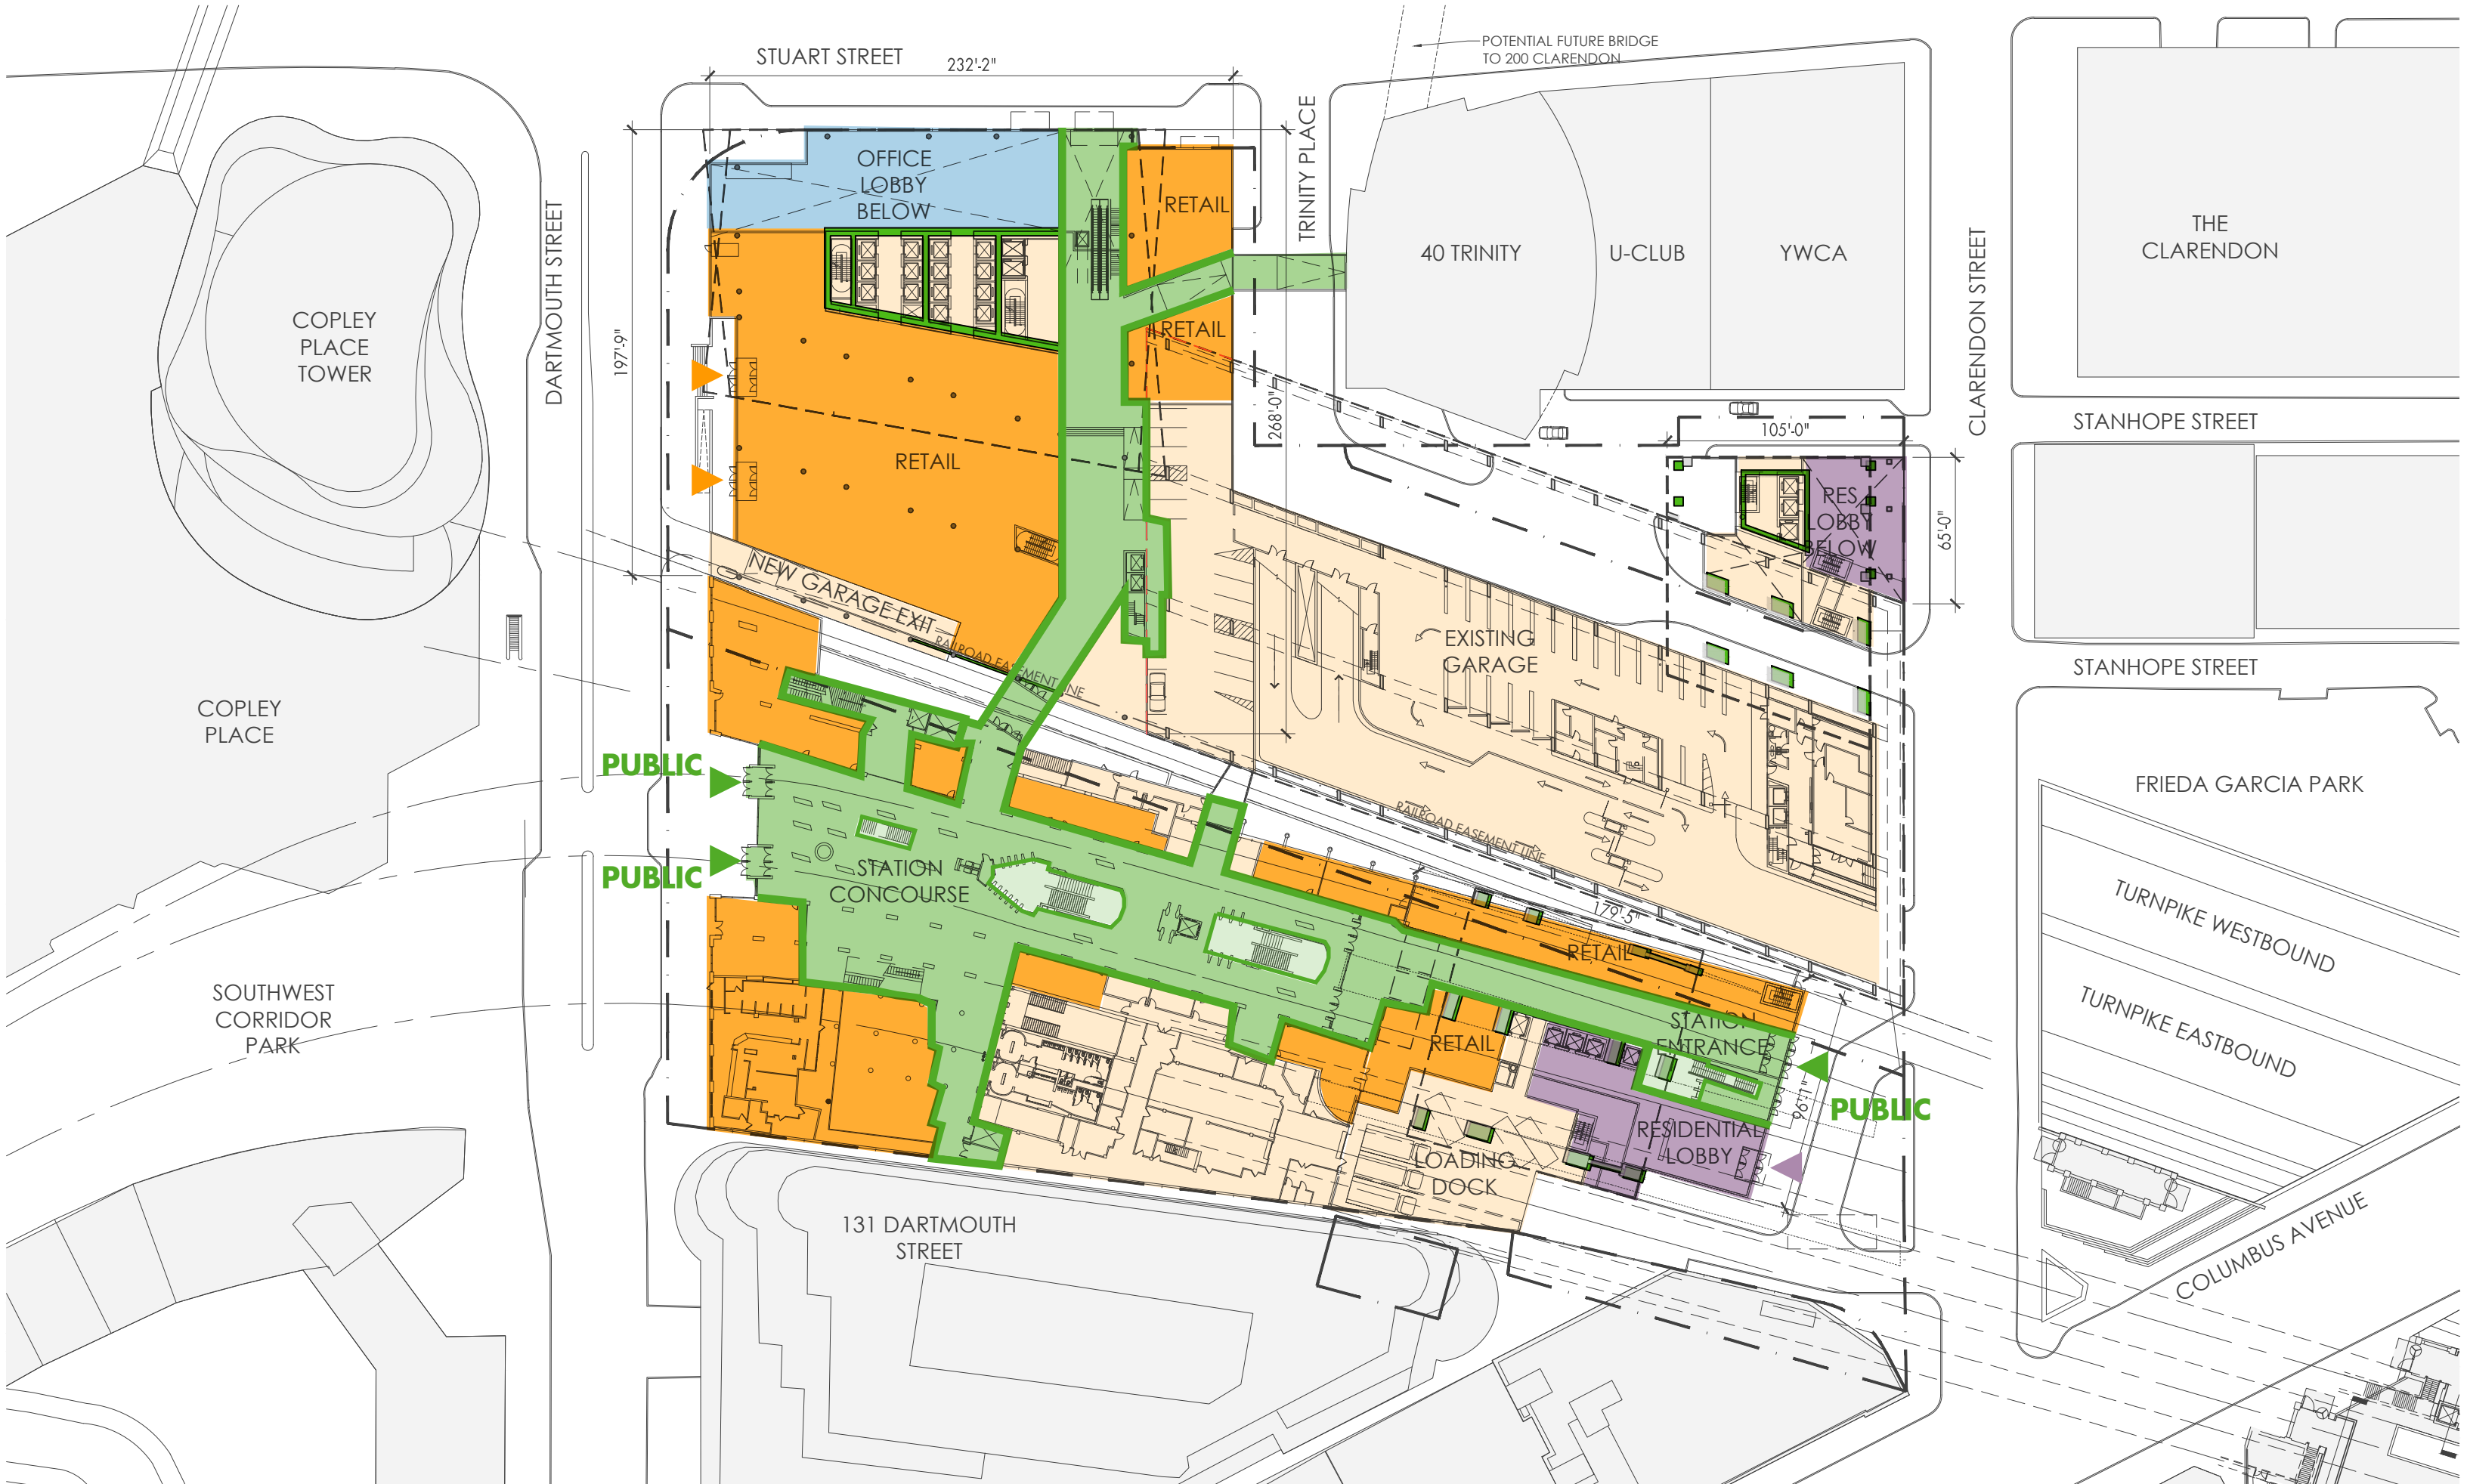 STUART STREET
232'-2"
POTENTIAL FUTURE BRIDGE
TO 200 CLARENDON
TRINITY PLACE
OFFICE
LOBBY
BELOW
RETAIL
40 TRINITY
U-CLUB
YWCA
THE
CLARENDON
DARTMOUTH STREET
197'-9"
CLARENDON STREET
COPLEY
PLACE
TOWER
RETAIL
268'-0"
STANHOPE STREET
105'-0"
RETAIL
RES
LOBBY
BELOW
65'-0"
NEW GARAGE EXIT
RAILROAD EASEMENT LINE
EXISTING
GARAGE
STANHOPE STREET
COPLEY
PLACE
PUBLIC
FRIEDA GARCIA PARK
RAILROAD EASEMENT LINE
PUBLIC
STATION
CONCOURSE
179'-5"
RETAIL
TURNPIKE WESTBOUND
SOUTHWEST
CORRIDOR
PARK
RETAIL
STATION
ENTRANCE
TURNPIKE EASTBOUND
96'-1"
PUBLIC
RESIDENTIAL
LOBBY
LOADING
DOCK
131 DARTMOUTH
STREET
COLUMBUS AVENUE